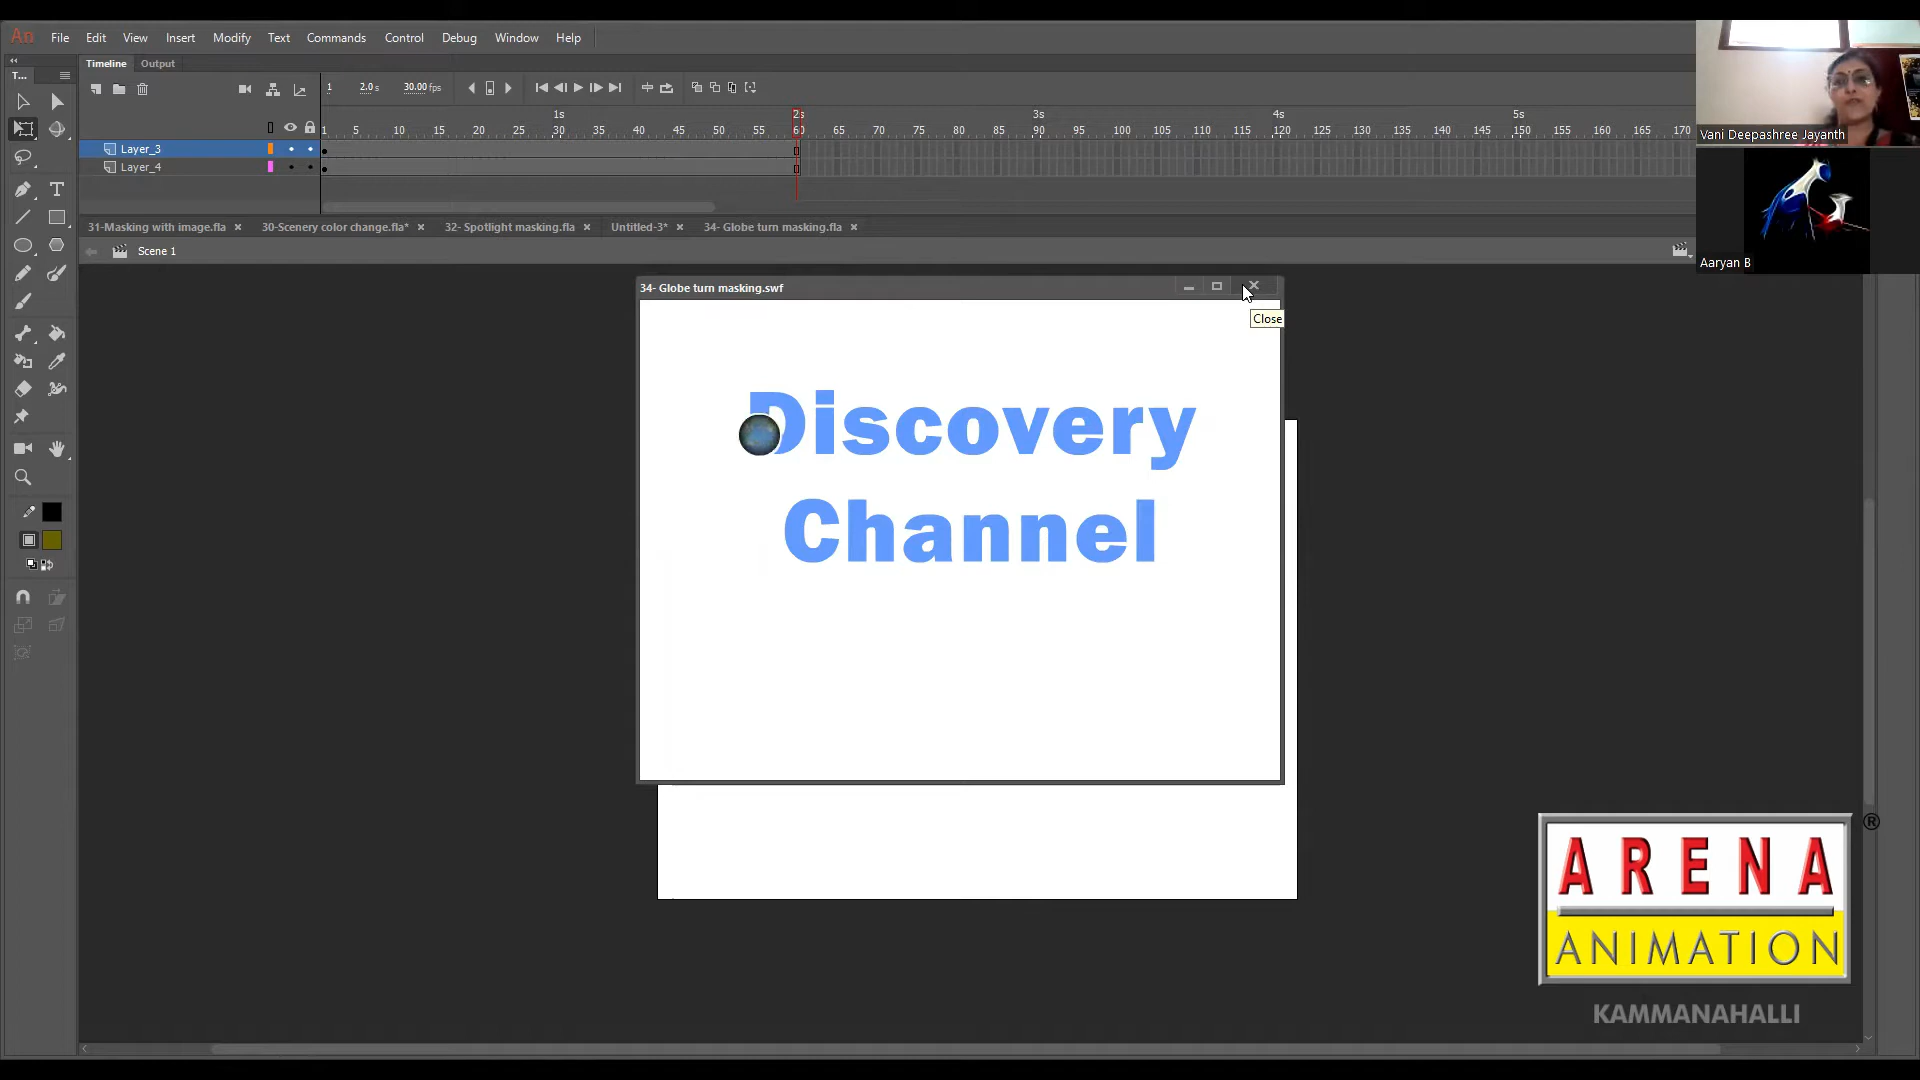 An File Edit View Insert Modify Text Commands Control Debug Window Help
Timeline Output
T...
1 2.0 s 30.00 fps
1s 2s 3s 4s 5s
1 5 10 15 20 25 30 35 40 45 50 55 60 65 70 75 80 85 90 95 100 105 110 115 120 125 130 135 140 145 150 155 160 165 170
Layer_3
Layer_4
31-Masking with image.fla 30-Scenery color change.fla* 32- Spotlight masking.fla Untitled-3* 34- Globe turn masking.fla
Scene 1
Vani Deepashree Jayanth
Aaryan B
34- Globe turn masking.swf
Close
Discovery
Channel
ARENA ®
ANIMATION
KAMMANAHALLI